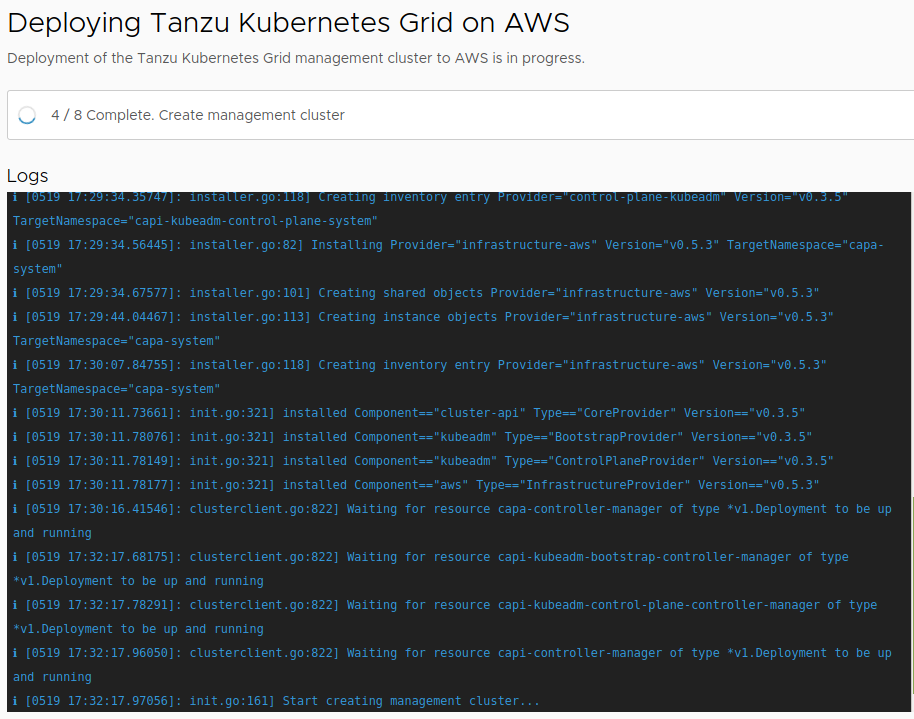 Deploying Tanzu Kubernetes Grid on AWS
Deployment of the Tanzu Kubernetes Grid management cluster to AWS is in progress.
4 / 8 Complete. Create management cluster
Logs
ℹ [0519 17:29:34.35747]: installer.go:118] Creating inventory entry Provider="control-plane-kubeadm" Version="v0.3.5"
TargetNamespace="capi-kubeadm-control-plane-system"
ℹ [0519 17:29:34.56445]: installer.go:82] Installing Provider="infrastructure-aws" Version="v0.5.3" TargetNamespace="capa-
system"
ℹ [0519 17:29:34.67577]: installer.go:101] Creating shared objects Provider="infrastructure-aws" Version="v0.5.3"
ℹ [0519 17:29:44.04467]: installer.go:113] Creating instance objects Provider="infrastructure-aws" Version="v0.5.3"
TargetNamespace="capa-system"
ℹ [0519 17:30:07.84755]: installer.go:118] Creating inventory entry Provider="infrastructure-aws" Version="v0.5.3"
TargetNamespace="capa-system"
ℹ [0519 17:30:11.73661]: init.go:321] installed Component=="cluster-api" Type=="CoreProvider" Version=="v0.3.5"
ℹ [0519 17:30:11.78076]: init.go:321] installed Component=="kubeadm" Type=="BootstrapProvider" Version=="v0.3.5"
ℹ [0519 17:30:11.78149]: init.go:321] installed Component=="kubeadm" Type=="ControlPlaneProvider" Version=="v0.3.5"
ℹ [0519 17:30:11.78177]: init.go:321] installed Component=="aws" Type=="InfrastructureProvider" Version=="v0.5.3"
ℹ [0519 17:30:16.41546]: clusterclient.go:822] Waiting for resource capa-controller-manager of type *v1.Deployment to be up
and running
ℹ [0519 17:32:17.68175]: clusterclient.go:822] Waiting for resource capi-kubeadm-bootstrap-controller-manager of type
*v1.Deployment to be up and running
ℹ [0519 17:32:17.78291]: clusterclient.go:822] Waiting for resource capi-kubeadm-control-plane-controller-manager of type
*v1.Deployment to be up and running
ℹ [0519 17:32:17.96050]: clusterclient.go:822] Waiting for resource capi-controller-manager of type *v1.Deployment to be up
and running
ℹ [0519 17:32:17.97056]: init.go:161] Start creating management cluster...